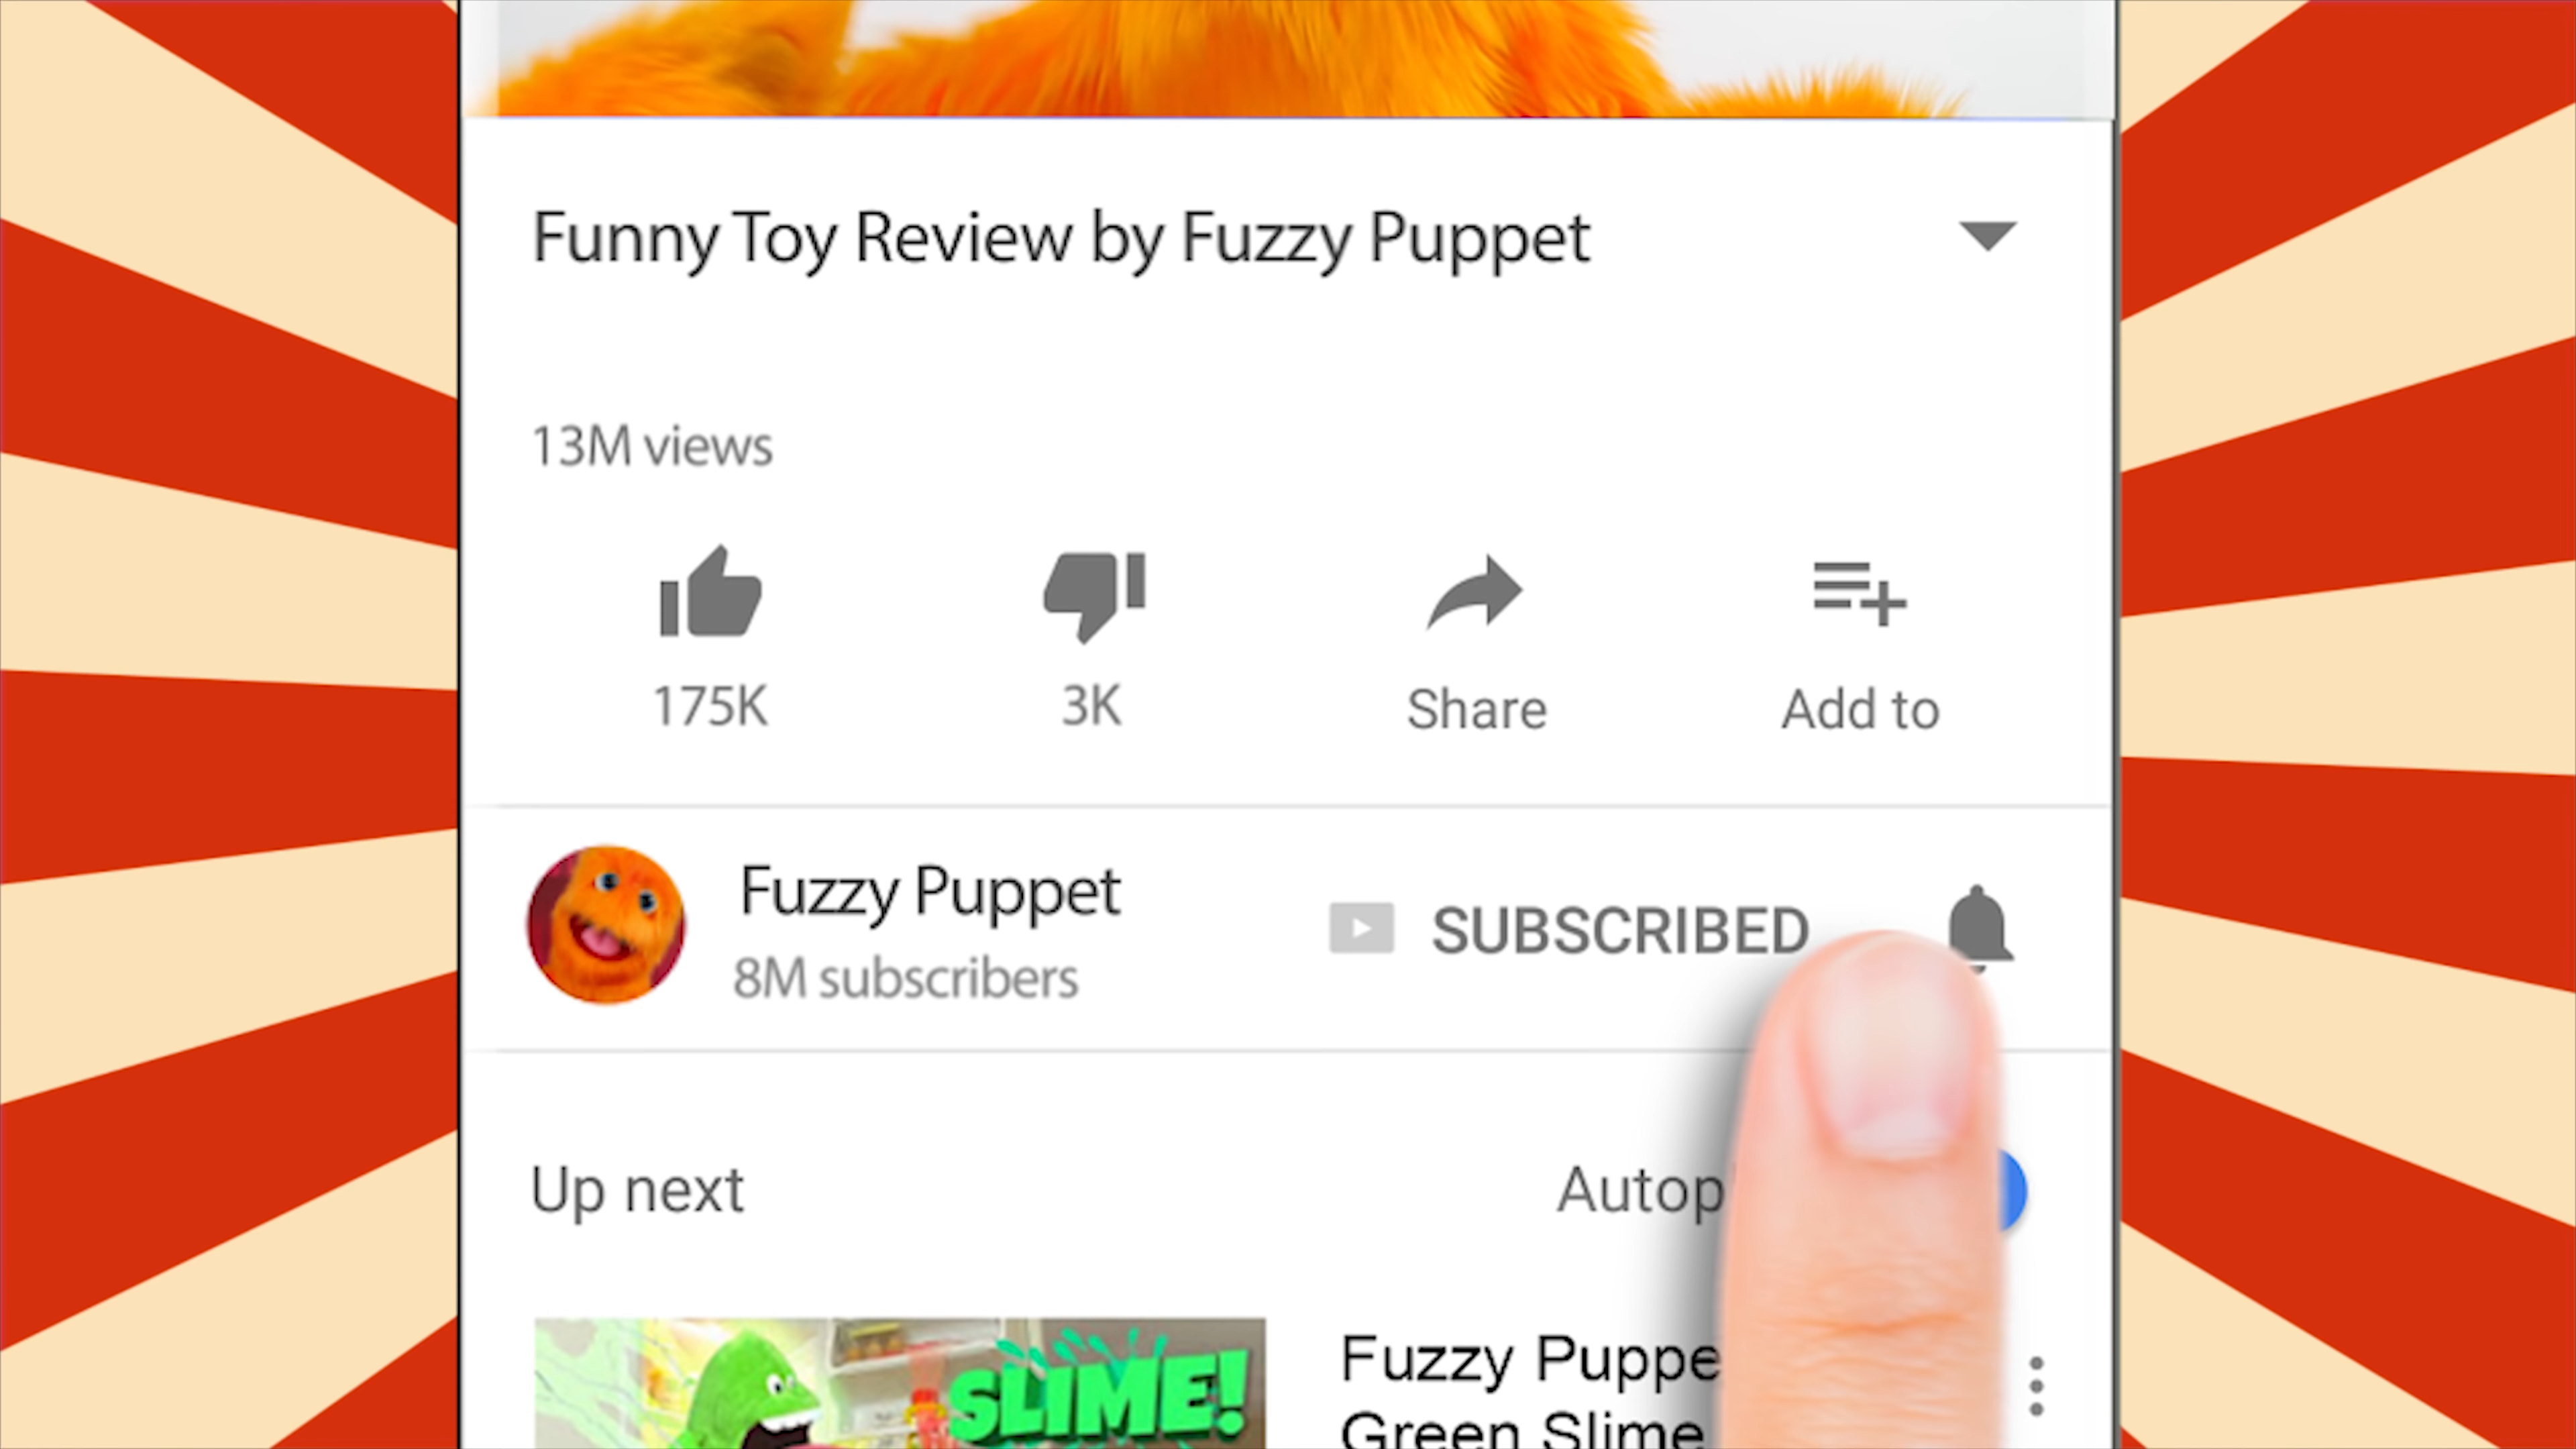 Funny Toy Review by Fuzzy Puppet
13M views
175K
3K
Share
Add to
Fuzzy Puppet
8M subscribers
SUBSCRIBED
Up next
Autop
SLIME!
Fuzzy Puppe
Green Slime